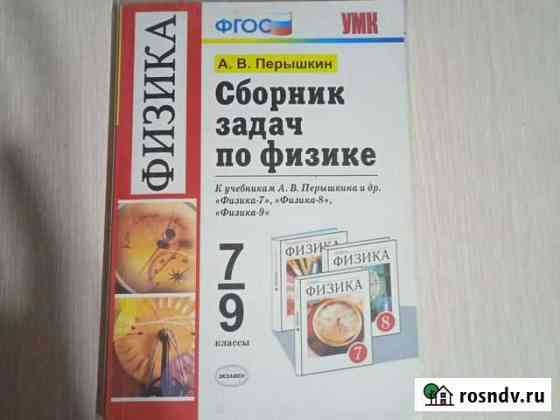 ФИЗИКА
ФГОС
УМК
А. В. Перышкин
Сборник
задач
по физике
К учебникам А. В. Перышкина и др.
«Физика-7», «Физика-8»,
«Физика-9»
7
9
классы
ФИЗИКА
ФИЗИКА
ФИЗИКА
8
7
ЭКЗАМЕН
rosndv.ru